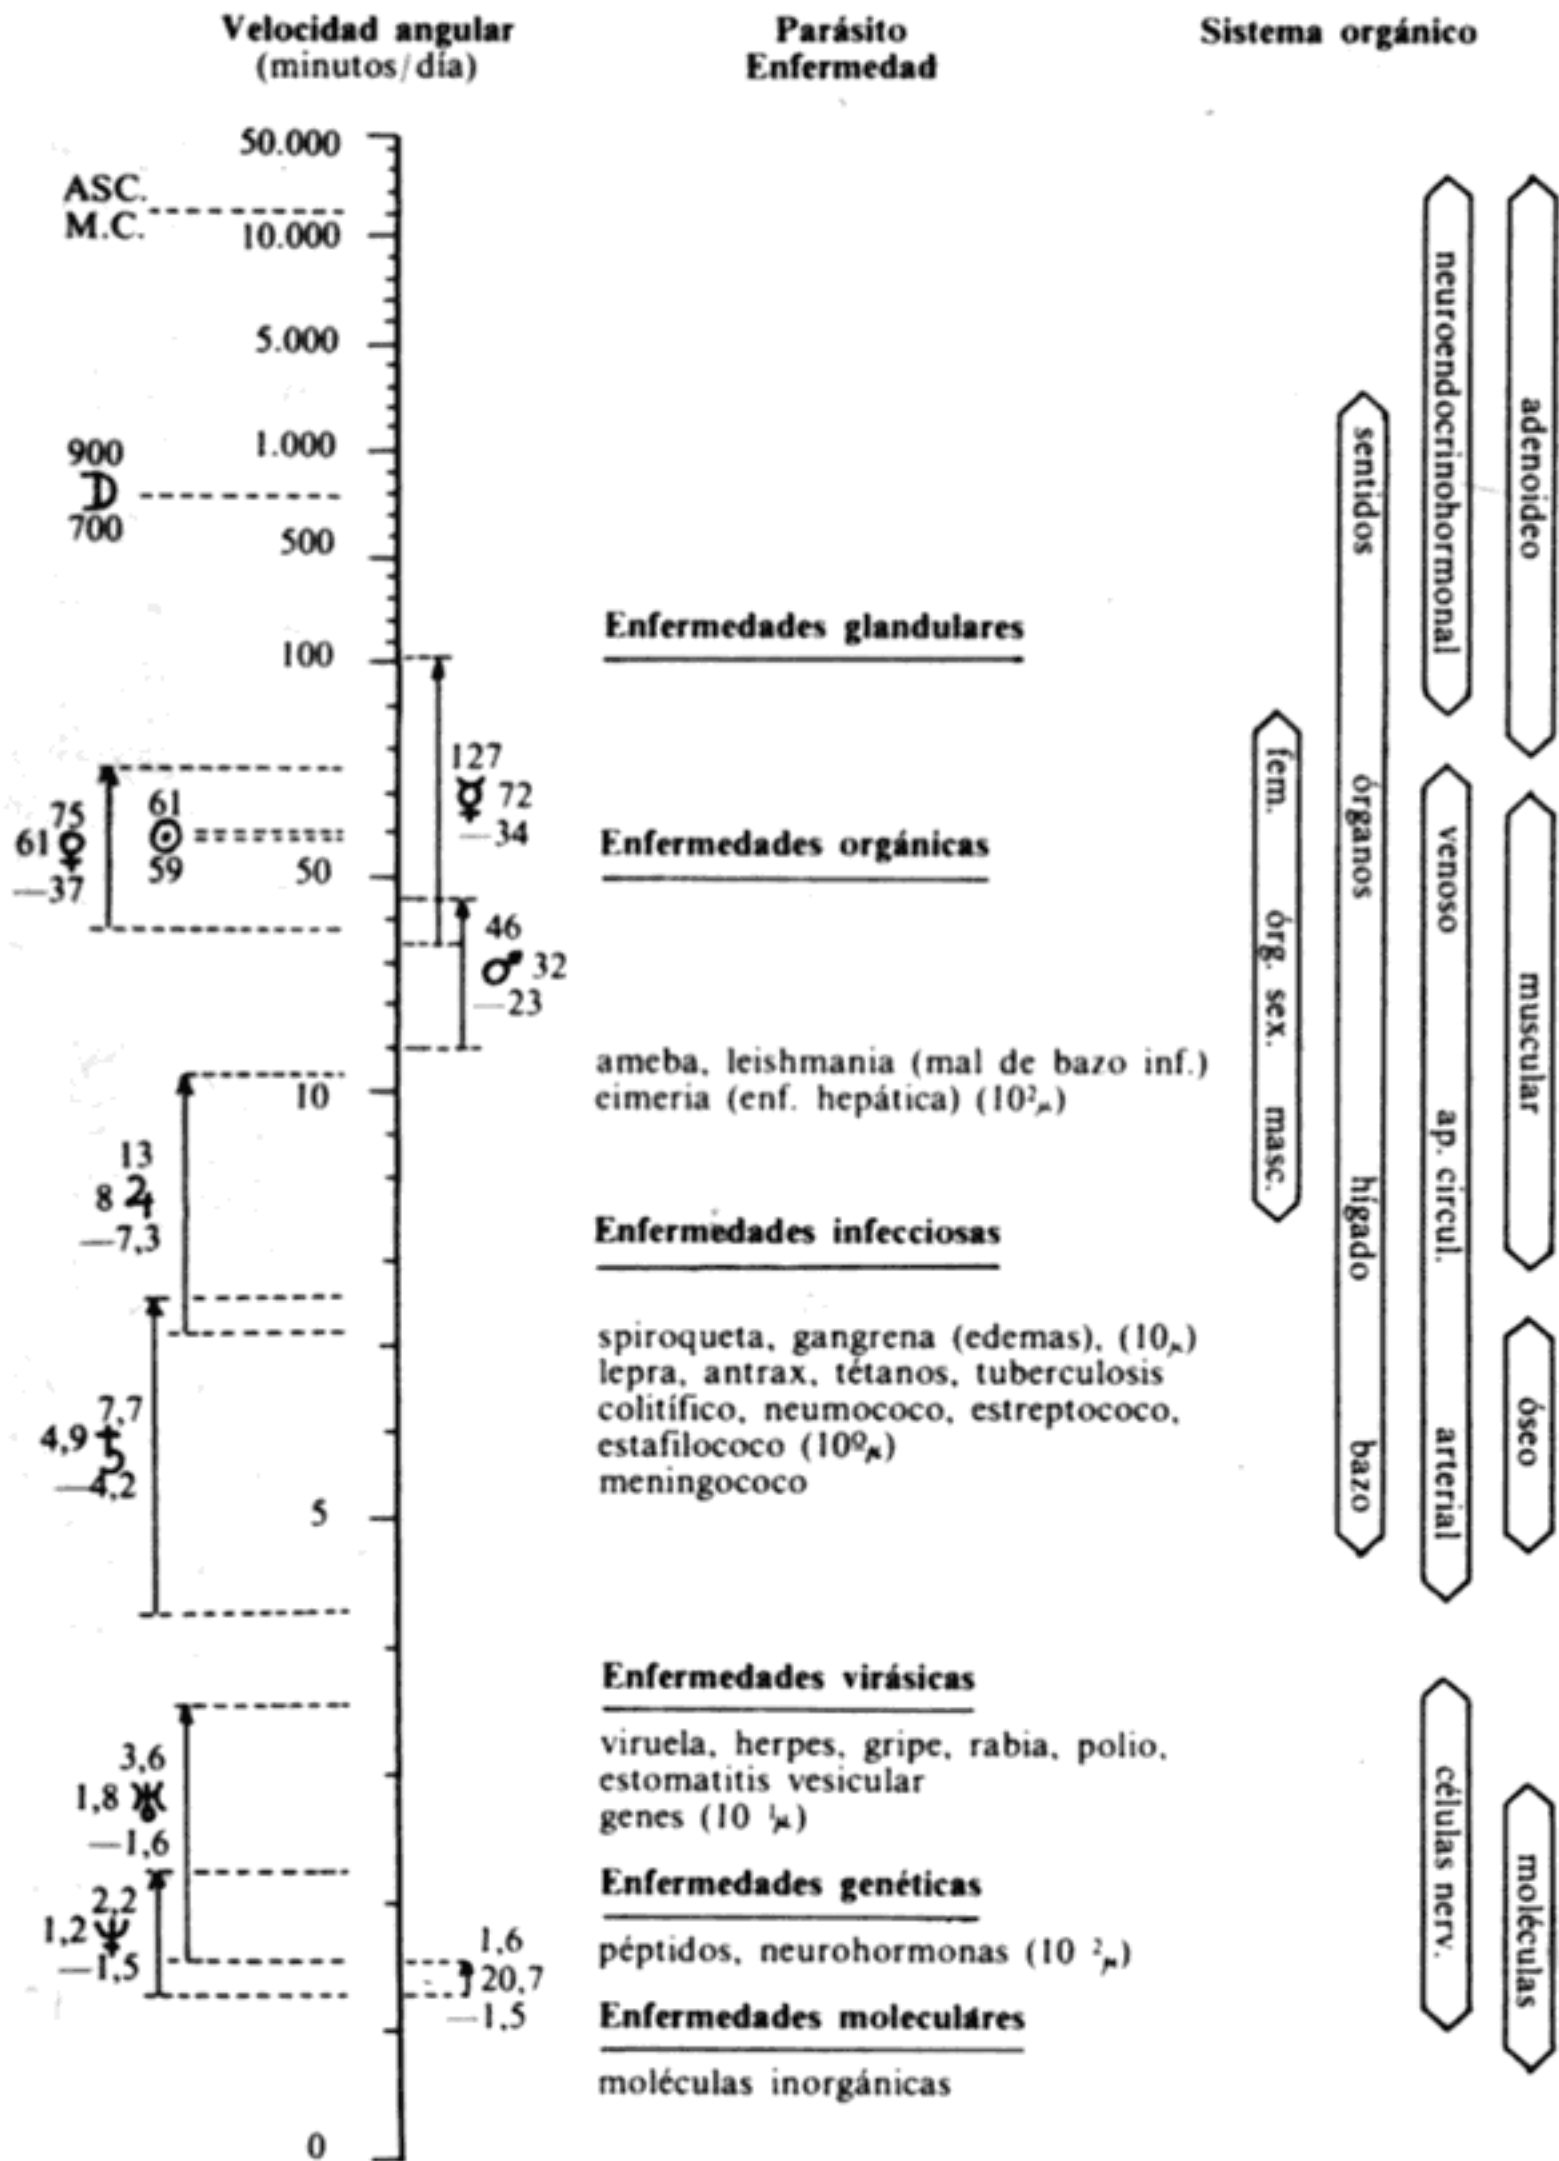 Velocidad angular
(minutos/día)
Parásito
Enfermedad
Sistema orgánico
50.000
ASC.
M.C.
10.000
5.000
900
☽
700
1.000
500
100
Enfermedades glandulares
127
☿ 72
—34
75
61 ♀
—37
61
☉
59
50
Enfermedades orgánicas
46
♂ 32
—23
10
ameba, leishmania (mal de bazo inf.)
eimeria (enf. hepática) (10²μ)
13
8 ♃
—7,3
Enfermedades infecciosas
7,7
4,9 ♄
—4,2
5
spiroqueta, gangrena (edemas), (10μ)
lepra, antrax, tétanos, tuberculosis
colitífico, neumococo, estreptococo,
estafilococo (10ºμ)
meningococo
Enfermedades virásicas
viruela, herpes, gripe, rabia, polio,
estomatitis vesicular
genes (10 ¹μ)
3,6
1,8 ♅
—1,6
Enfermedades genéticas
péptidos, neurohormonas (10 ²μ)
2,2
1,2 ♆
—1,5
1,6
20,7
—1,5
Enfermedades moleculares
moléculas inorgánicas
0
fem. órg. sex. masc.
sentidos órganos hígado bazo
neuroendocrinohormonal
venoso ap. circul. arterial
células nerv.
adenoideo
muscular
óseo
moléculas